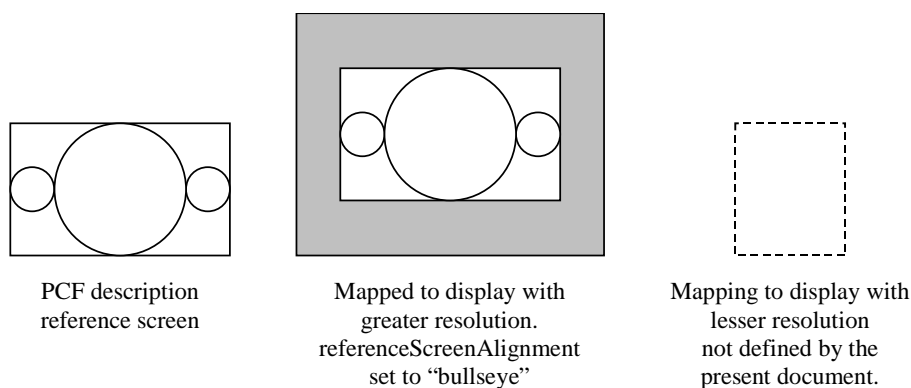 PCF description
reference screen
Mapped to display with
greater resolution.
referenceScreenAlignment
set to “bullseye”
Mapping to display with
lesser resolution
not defined by the
present document.